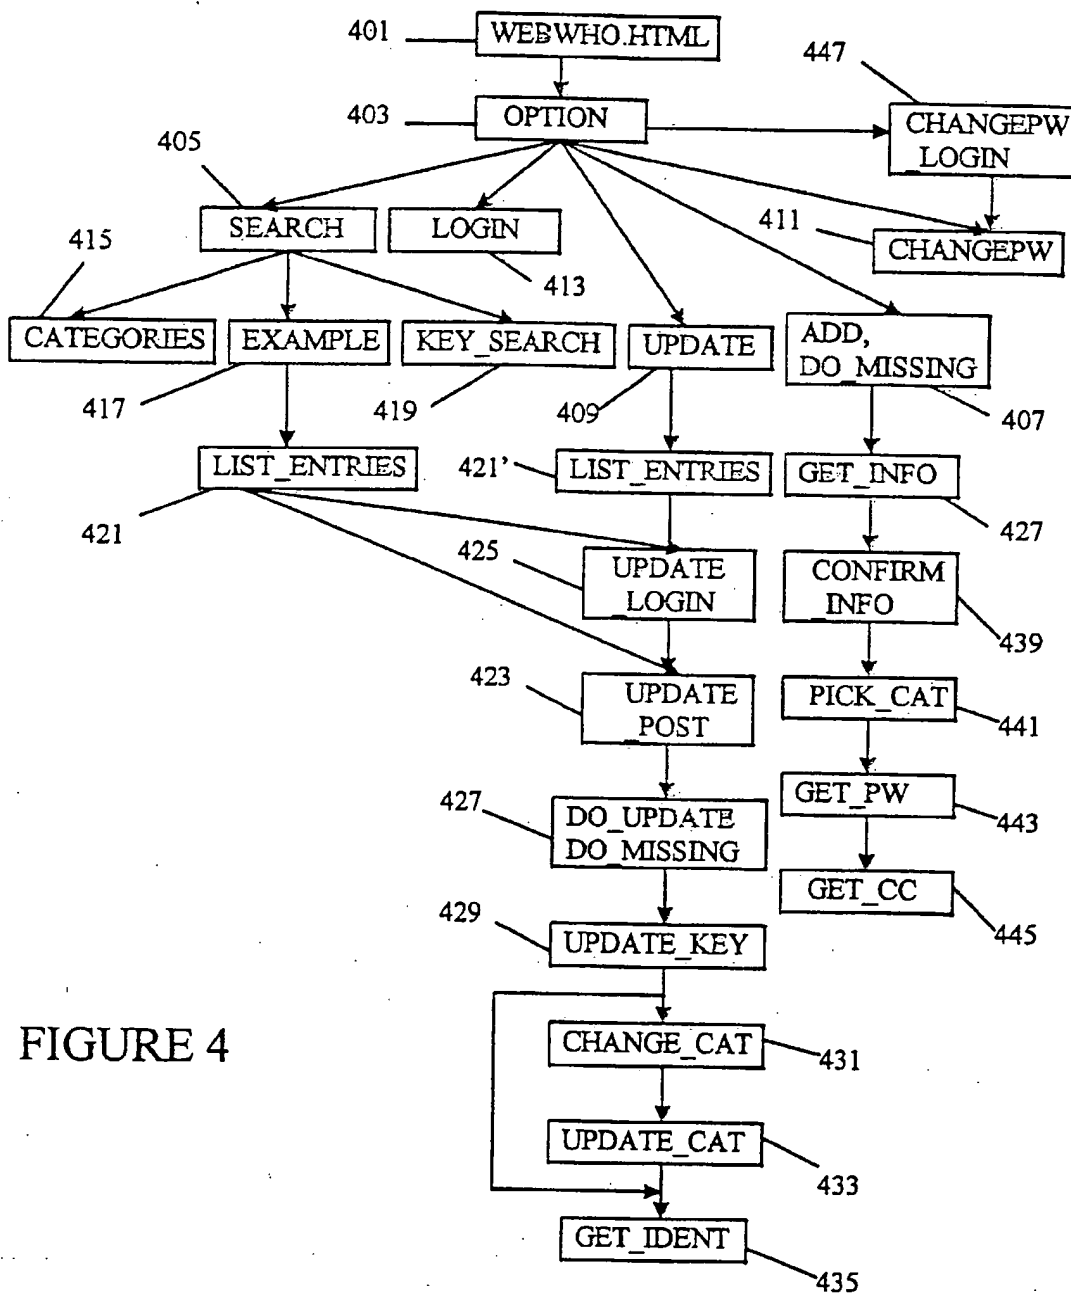 401
WEBWHO.HTML
447
403
OPTION
CHANGEPW
_LOGIN
405
SEARCH
LOGIN
411
CHANGEPW
415
413
CATEGORIES
EXAMPLE
KEY_SEARCH
UPDATE
ADD,
DO_MISSING
417
419
409
407
LIST_ENTRIES
421'
LIST_ENTRIES
GET_INFO
421
427
425
UPDATE
_LOGIN
CONFIRM
_INFO
439
423
UPDATE
_POST
PICK_CAT
441
427
DO_UPDATE
DO_MISSING
GET_PW
443
GET_CC
445
429
UPDATE_KEY
FIGURE 4
CHANGE_CAT
431
UPDATE_CAT
433
GET_IDENT
435